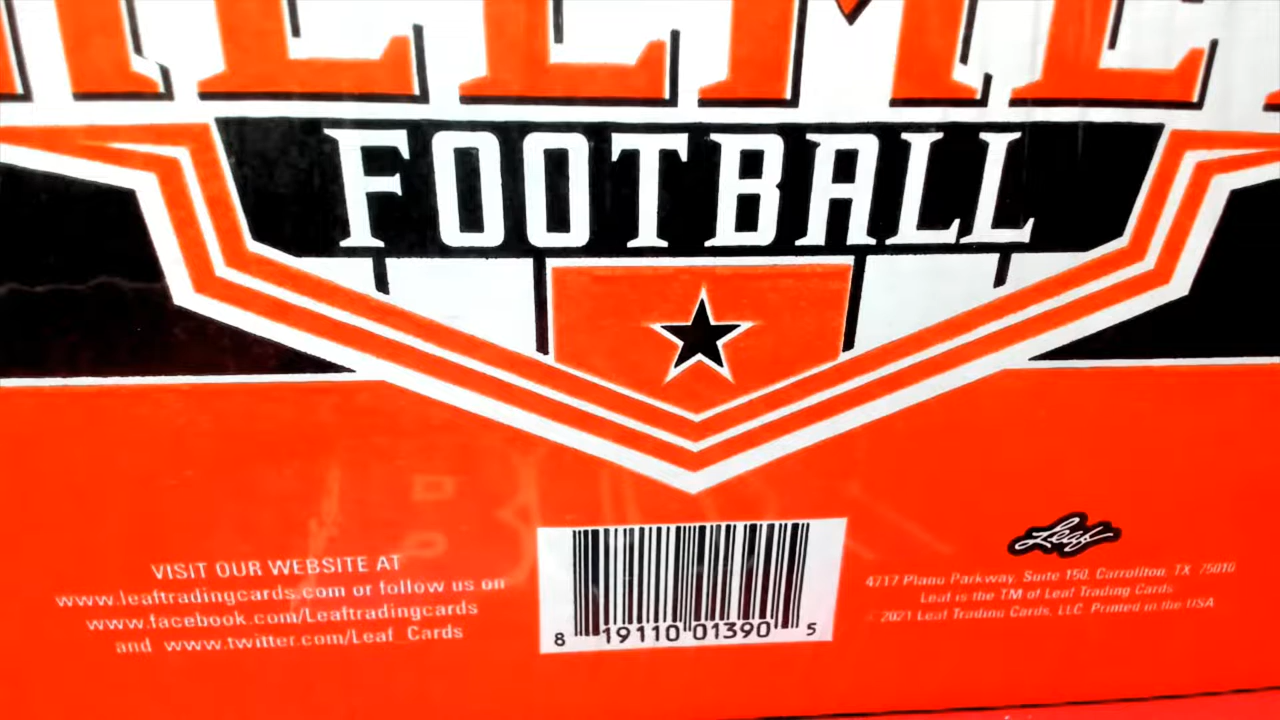 FOOTBALL
VISIT OUR WEBSITE AT
www.leaftradingcards.com or follow us on
www.facebook.com/Leaftradingcards
and www.twitter.com/Leaf_Cards
8 19110 01390 5
Leaf
4717 Plano Parkway, Suite 150, Carrollton, TX 75010
Leaf is the TM of Leaf Trading Cards
© 2021 Leaf Trading Cards, LLC. Printed in the USA